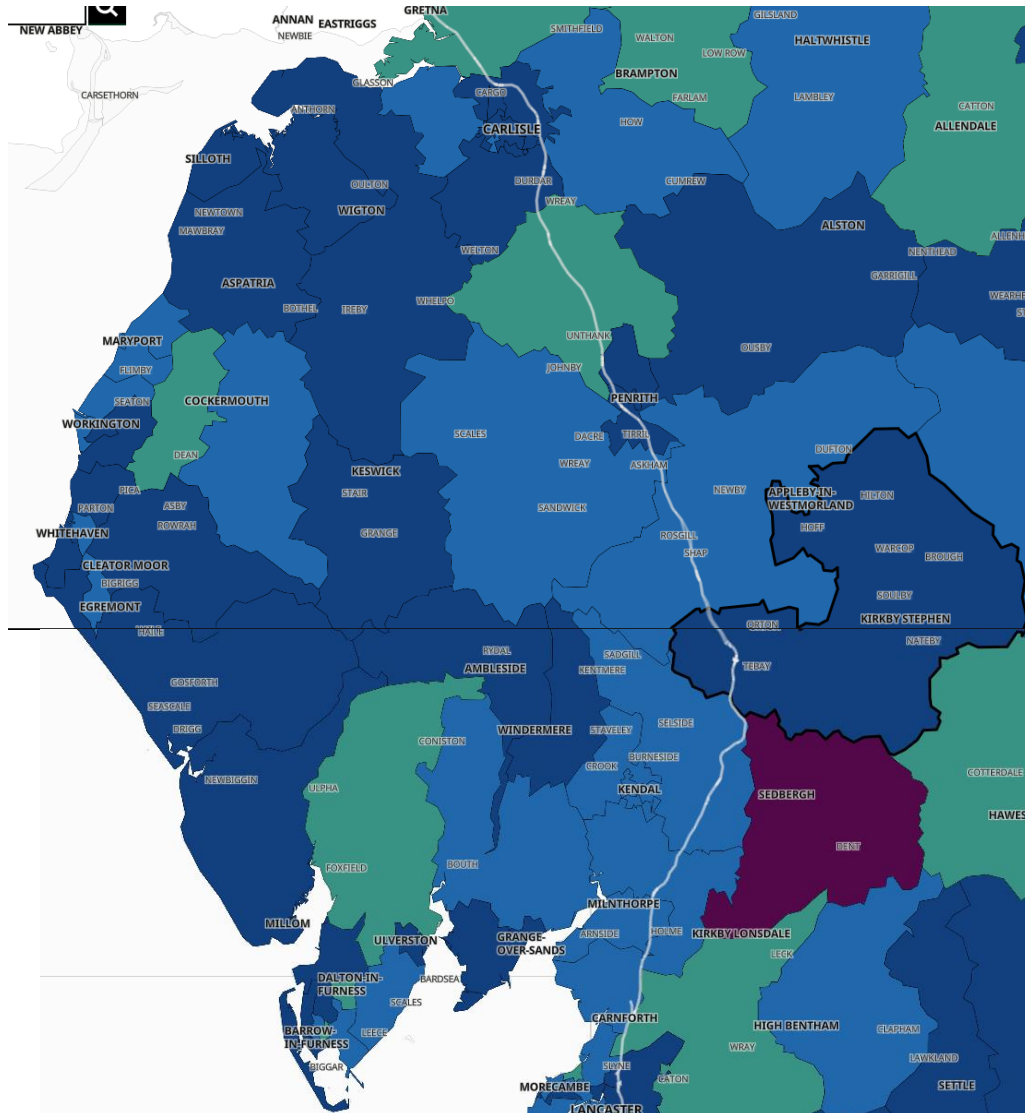 GRETNA
ANNAN
EASTRIGGS
NEW ABBEY
NEWBIE
GILSLAND
SMITHFIELD
WALTON
HALTWHISTLE
LOW ROW
BRAMPTON
GLASSON
CARGO
CARSETHORN
FARLAM
LAMBLEY
CATTON
ANTHORN
HOW
CARLISLE
ALLENDALE
SILLOTH
DURDAR
CUMREW
OULTON
WREAY
NEWTOWN
WIGTON
MAWBRAY
ALSTON
ALLENH
WELTON
NENTHEAD
GARRIGILL
ASPATRIA
WEARHE
WHELPO
BOTHEL
IREBY
ST
UNTHANK
MARYPORT
OUSBY
JOHNBY
FLIMBY
COCKERMOUTH
SEATON
PENRITH
WORKINGTON
SCALES
DACRE
TIRRIL
DUFTON
DEAN
WREAY
ASKHAM
KESWICK
PICA
STAIR
NEWBY
APPLEBY-IN-
WESTMORLAND
HILTON
PARTON
ASBY
SANDWICK
ROWRAH
HOFF
WHITEHAVEN
GRANGE
ROSGILL
SHAP
WARCOP
BROUGH
CLEATOR MOOR
BIGRIGG
SOULBY
EGREMONT
KIRKBY STEPHEN
HAILE
ORTON
NATEBY
RYDAL
SADGILL
AMBLESIDE
KENTMERE
TEBAY
GOSFORTH
SEASCALE
DRIGG
WINDERMERE
STAVELEY
SELSIDE
CONISTON
BURNESIDE
CROOK
COTTERDALE
NEWBIGGIN
ULPHA
KENDAL
SEDBERGH
HAWES
DENT
BOUTH
FOXFIELD
MILNTHORPE
MILLOM
ULVERSTON
GRANGE-
OVER-SANDS
ARNSIDE
HOLME
KIRKBY LONSDALE
LECK
DALTON-IN-
FURNESS
BARDSEA
SCALES
CARNFORTH
HIGH BENTHAM
BARROW-
IN-FURNESS
LEECE
CLAPHAM
WRAY
LAWKLAND
BIGGAR
SLYNE
CATON
MORECAMBE
SETTLE
LANCASTER